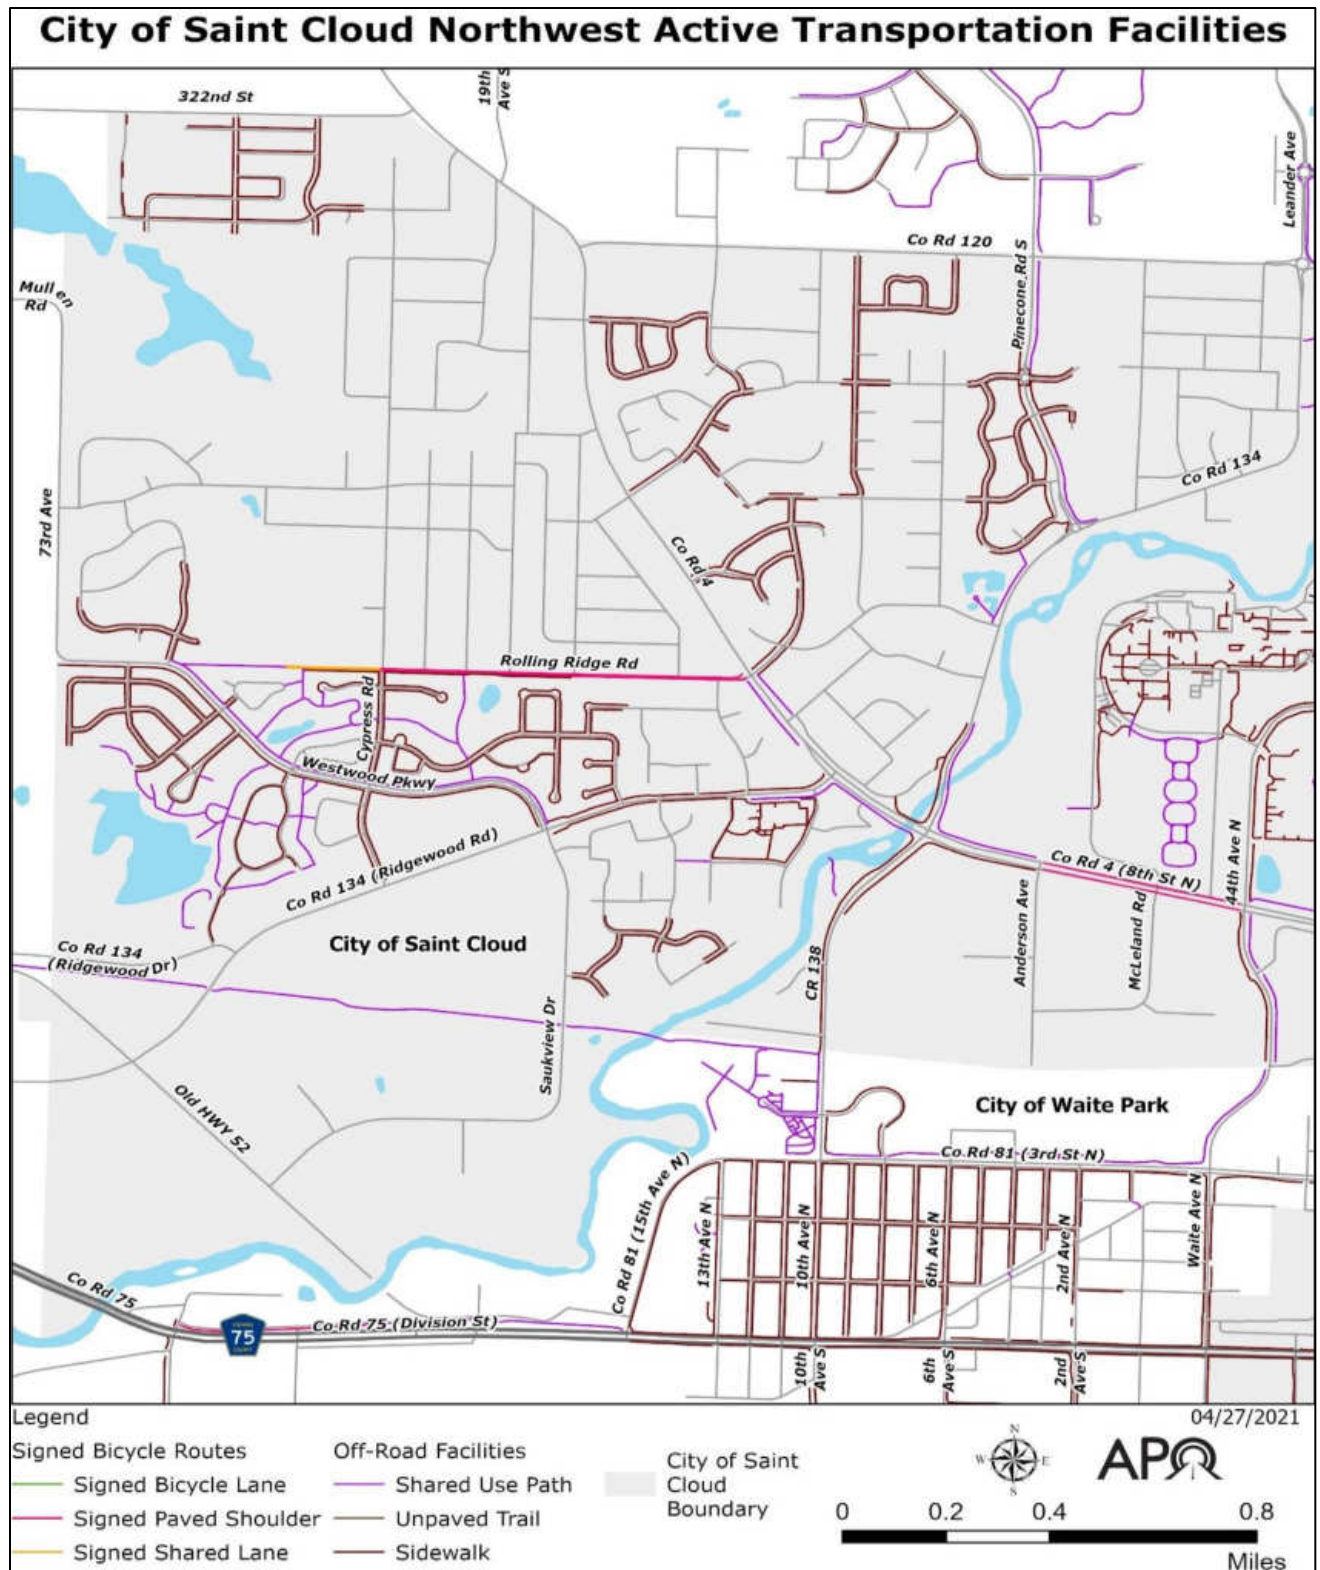 City of Saint Cloud Northwest Active Transportation Facilities
322nd St
19th
Ave S
Leander Ave
Co Rd 120
Pinecone Rd S
Mullen
Rd
Co Rd 134
73rd Ave
Co Rd 4
Rolling Ridge Rd
Cypress Rd
Westwood Pkwy
Co Rd 134 (Ridgewood Rd)
Co Rd 4 (8th St N)
44th Ave N
Anderson Ave
McLeland Rd
City of Saint Cloud
Co Rd 134
(Ridgewood Dr)
CR 138
Saukview Dr
Old HWY 52
City of Waite Park
Co Rd 81 (3rd St N)
Co Rd 81 (15th Ave N)
13th Ave N
10th Ave N
6th Ave N
2nd Ave N
Waite Ave N
Co Rd 75
75
Co Rd 75 (Division St)
10th
Ave S
6th
Ave S
2nd
Ave S
Legend
04/27/2021
Signed Bicycle Routes
Signed Bicycle Lane
Signed Paved Shoulder
Signed Shared Lane
Off-Road Facilities
Shared Use Path
Unpaved Trail
Sidewalk
City of Saint
Cloud
Boundary
N
W
E
S
APO
0 0.2 0.4 0.8
Miles